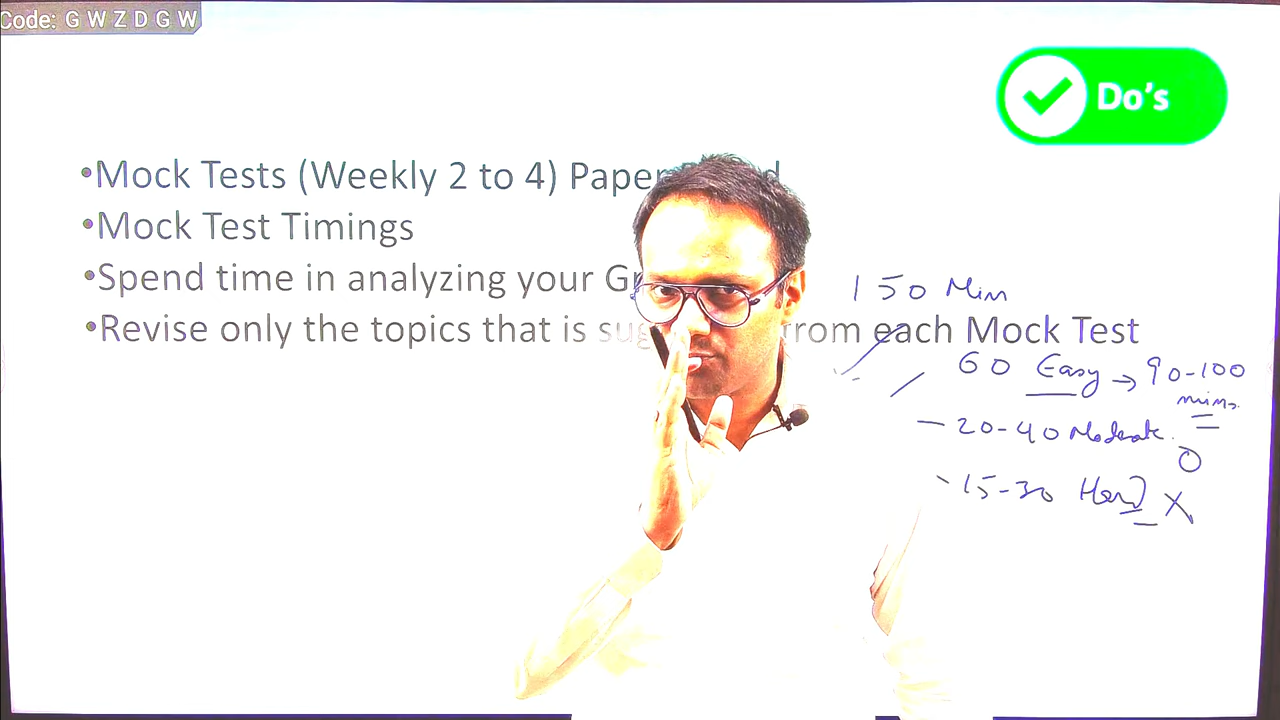 Code: G W Z D G W
Do's
•Mock Tests (Weekly 2 to 4)
•Mock Test Timings
•Spend time in analyzing your
•Revise only the topics that is from each Mock Test
150 Min
60 Easy → 90-100
mins.
- 20-40 Moderate.
- 15-30 Hard X